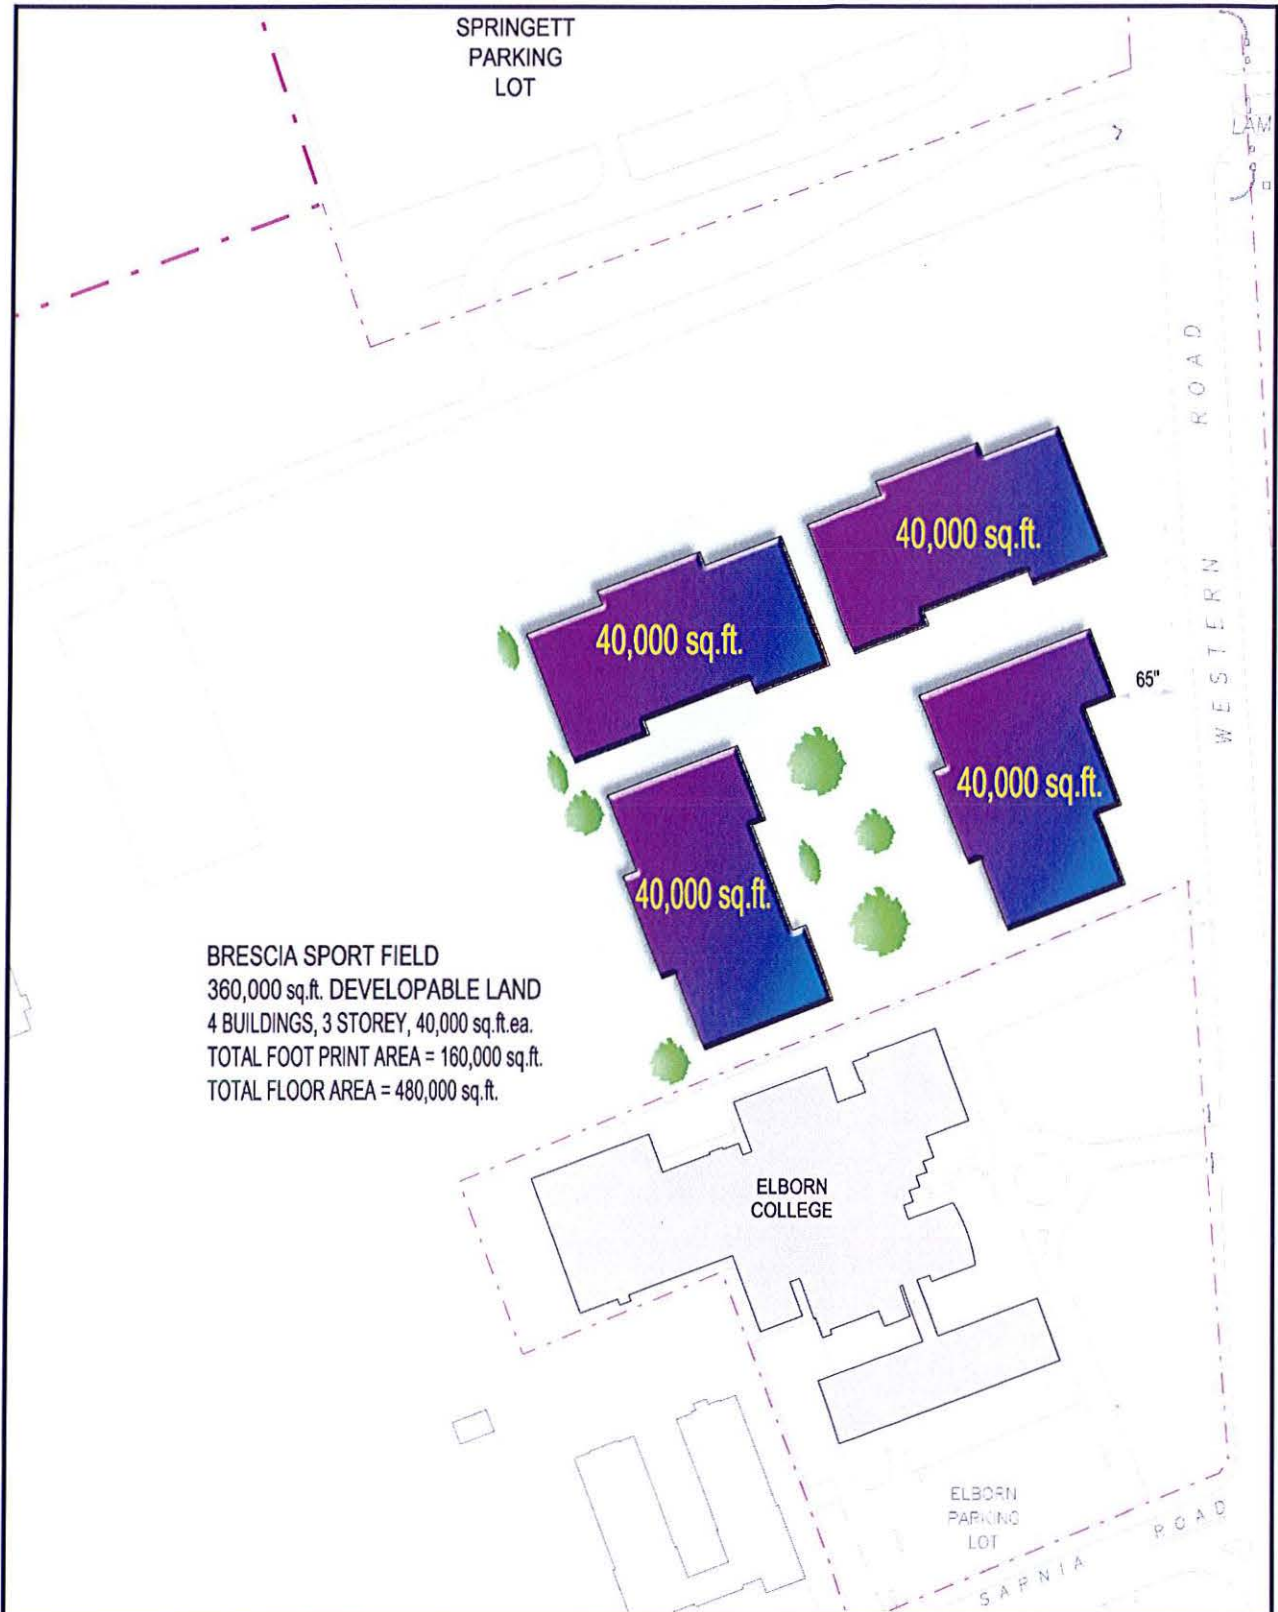 SPRINGETT
PARKING
LOT
LAM
WESTERN ROAD
40,000 sq.ft.
40,000 sq.ft.
65"
40,000 sq.ft.
40,000 sq.ft.
BRESCIA SPORT FIELD
360,000 sq.ft. DEVELOPABLE LAND
4 BUILDINGS, 3 STOREY, 40,000 sq.ft.ea.
TOTAL FOOT PRINT AREA = 160,000 sq.ft.
TOTAL FLOOR AREA = 480,000 sq.ft.
ELBORN
COLLEGE
ELBORN
PARKING
LOT
SARNIA ROAD